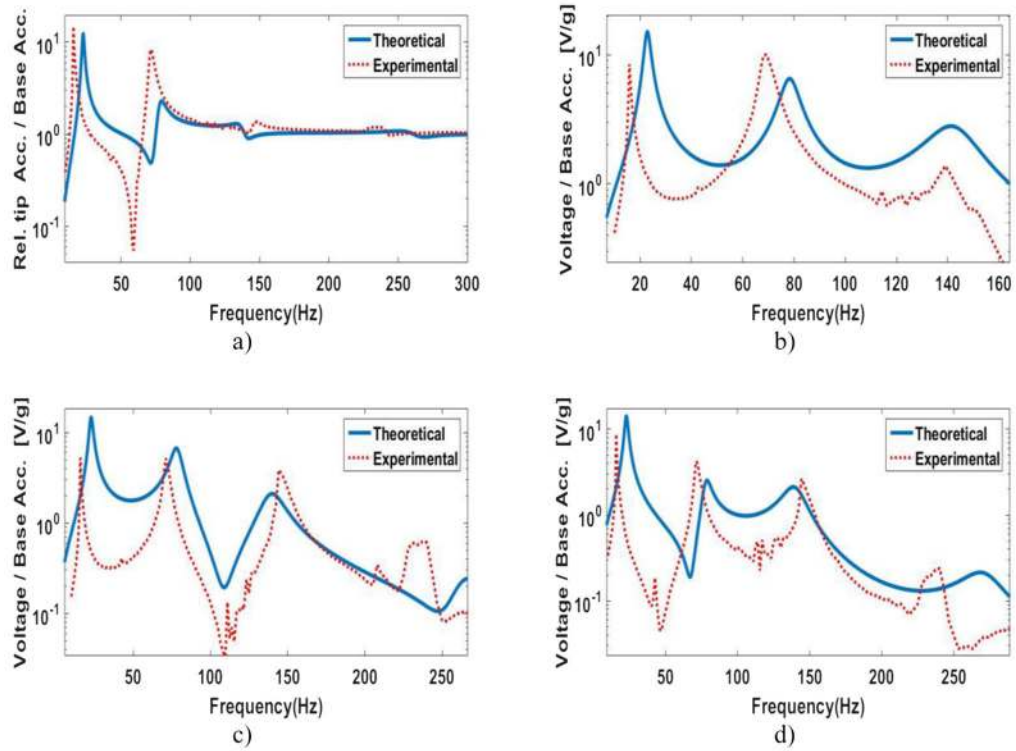 Rel. tip Acc. / Base Acc.
10^1
10^0
10^-1
Theoretical
Experimental
50 100 150 200 250 300
Frequency(Hz)
a)
Voltage / Base Acc. [V/g]
10^1
10^0
Theoretical
Experimental
20 40 60 80 100 120 140 160
Frequency(Hz)
b)
Voltage / Base Acc. [V/g]
10^1
10^0
10^-1
Theoretical
Experimental
50 100 150 200 250
Frequency(Hz)
c)
Voltage / Base Acc. [V/g]
10^1
10^0
10^-1
Theoretical
Experimental
50 100 150 200 250
Frequency(Hz)
d)